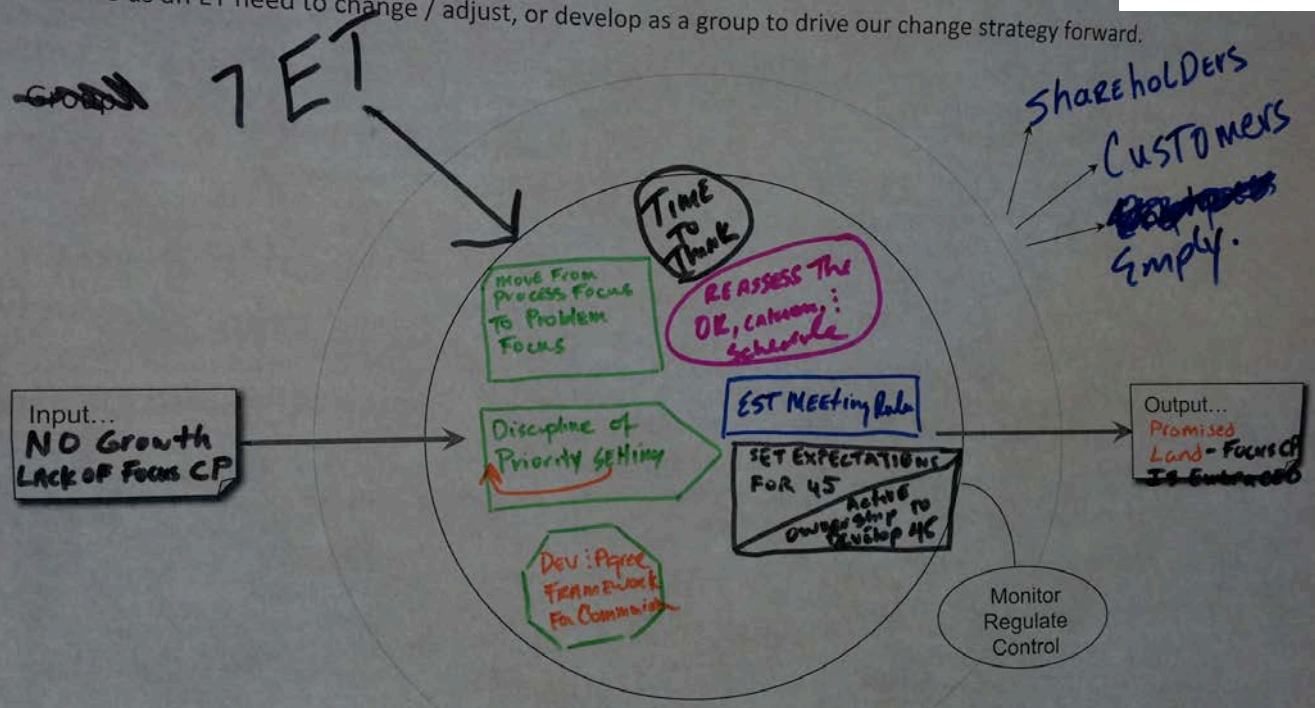 as an ET need to change / adjust, or develop as a group to drive our change strategy forward.
1 ET
ShareholDErs
CusTOmers
Emply.
TIME
To
Think
move From
Process Focus
To Problem
Focus
REASSESS The
Schedule
Input...
NO Growth
LAcK OF Focus CP
Discipline of
Priority Setting
EST MEEting Rules
SET EXPECTATIONS
FOR 45
Active
ownership to
Develop 45
Dev : Agree
FRAMEwork
For
Output...
Promised
Land - Focus CP
Monitor
Regulate
Control